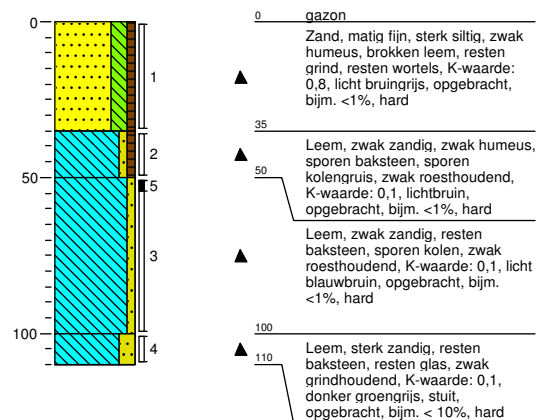 0
50
100
1
2
5
3
4
0 gazon
Zand, matig fijn, sterk siltig, zwak
humeus, brokken leem, resten
grind, resten wortels, K-waarde:
0,8, licht bruingrijs, opgebracht,
bijm. <1%, hard
35
Leem, zwak zandig, zwak humeus,
sporen baksteen, sporen
kolengruis, zwak roesthoudend,
K-waarde: 0,1, lichtbruin,
opgebracht, bijm. <1%, hard
50
Leem, zwak zandig, resten
baksteen, sporen kolen, zwak
roesthoudend, K-waarde: 0,1, licht
blauwbruin, opgebracht, bijm.
<1%, hard
100
Leem, sterk zandig, resten
baksteen, resten glas, zwak
grindhoudend, K-waarde: 0,1,
donker groengrijs, stuit,
opgebracht, bijm. < 10%, hard
110